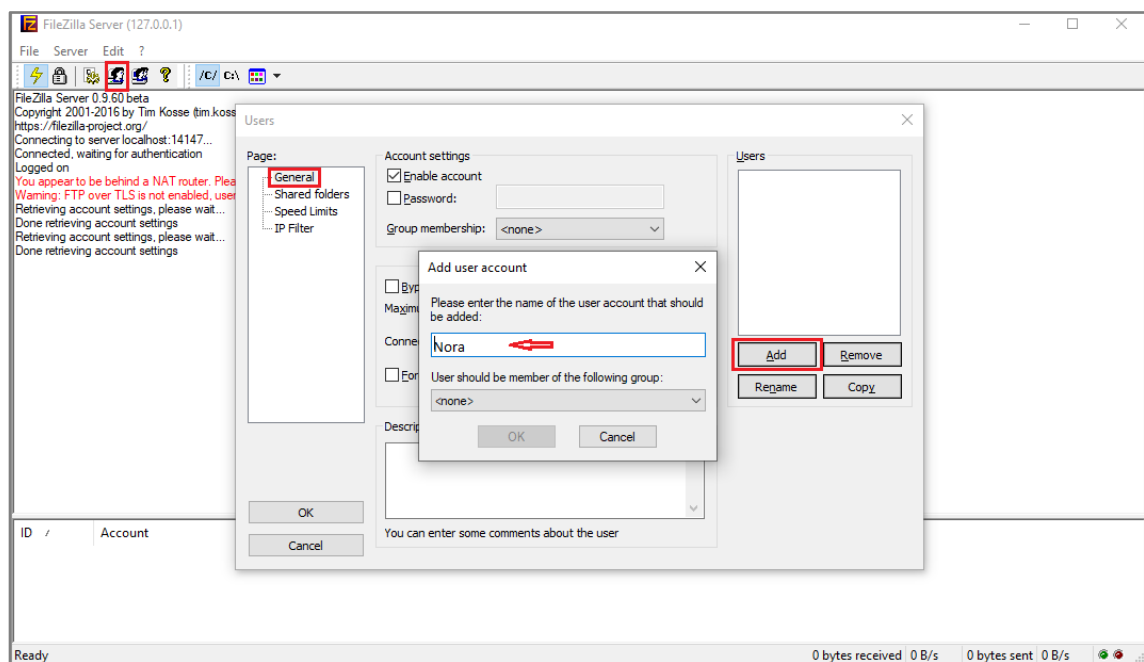 FileZilla Server (127.0.0.1)
File Server Edit ?
/C/ C:\
FileZilla Server 0.9.60 beta
Copyright 2001-2016 by Tim Kosse (tim.koss
https://filezilla-project.org/
Connecting to server localhost:14147...
Connected, waiting for authentication
Logged on
You appear to be behind a NAT router. Plea
Warning: FTP over TLS is not enabled, user
Retrieving account settings, please wait...
Done retrieving account settings
Retrieving account settings, please wait...
Done retrieving account settings
Users
Page:
General
Shared folders
Speed Limits
IP Filter
OK
Cancel
Account settings
Enable account
Password:
Group membership: <none>
Byp
Maxim
Conne
For
Descrip
You can enter some comments about the user
Add user account
Please enter the name of the user account that should
be added:
Nora
User should be member of the following group:
<none>
OK Cancel
Users
Add Remove
Rename Copy
ID / Account
Ready 0 bytes received 0 B/s 0 bytes sent 0 B/s